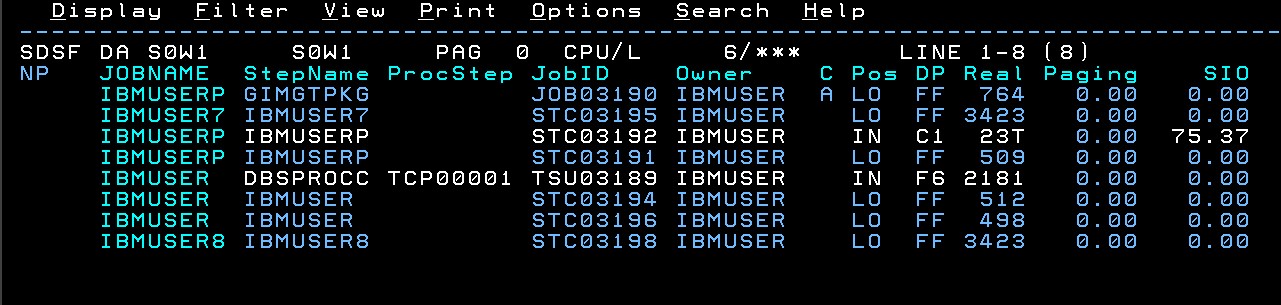 Display  Filter  View  Print  Options  Search  Help
SDSF DA S0W1     S0W1     PAG  0  CPU/L     6/***      LINE 1-8 (8)
NP   JOBNAME  StepName ProcStep JobID    Owner    C Pos DP Real Paging    SIO
     IBMUSERP GIMGTPKG          JOB03190 IBMUSER  A LO  FF  764   0.00   0.00
     IBMUSER7 IBMUSER7          STC03195 IBMUSER    LO  FF 3423   0.00   0.00
     IBMUSERP IBMUSERP          STC03192 IBMUSER    IN  C1  23T   0.00  75.37
     IBMUSERP IBMUSERP          STC03191 IBMUSER    LO  FF  509   0.00   0.00
     IBMUSER  DBSPROCC TCP00001 TSU03189 IBMUSER    IN  F6 2181   0.00   0.00
     IBMUSER  IBMUSER           STC03194 IBMUSER    LO  FF  512   0.00   0.00
     IBMUSER  IBMUSER           STC03196 IBMUSER    LO  FF  498   0.00   0.00
     IBMUSER8 IBMUSER8          STC03198 IBMUSER    LO  FF 3423   0.00   0.00